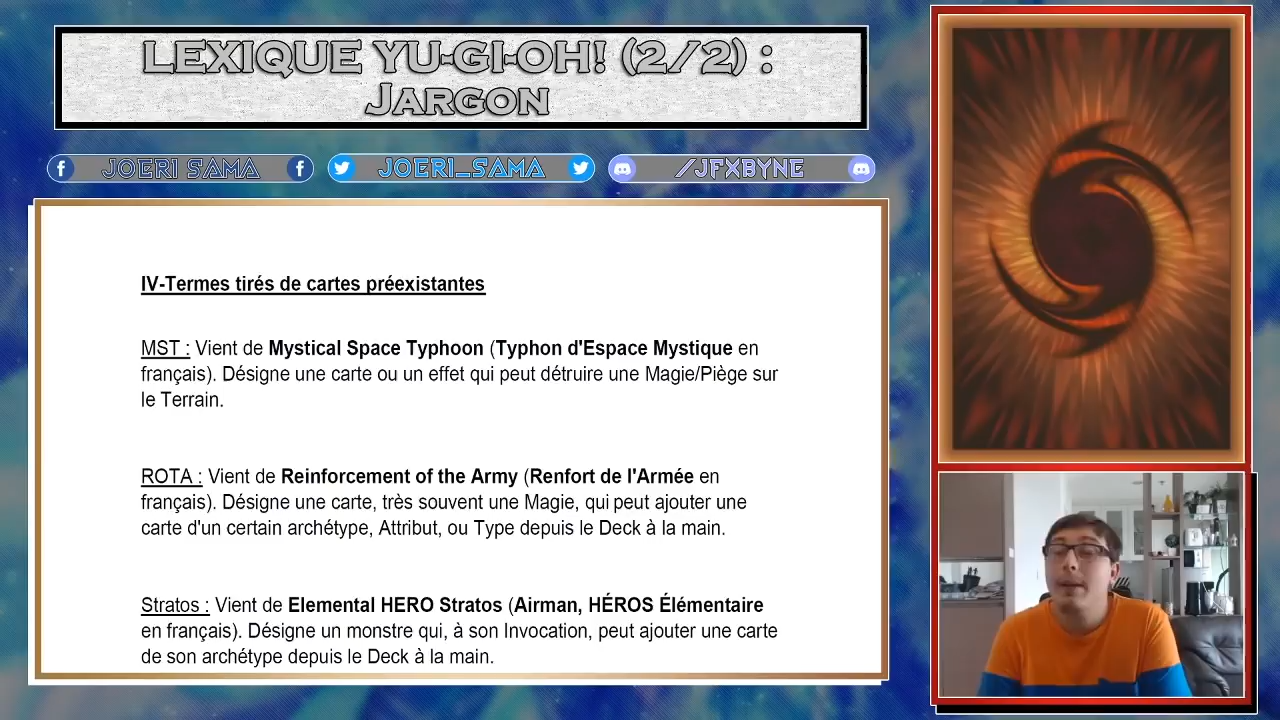 LEXIQUE YU-GI-OH! (2/2) :
JARGON
JOERI SAMA
JOERI_SAMA
/JFXBYNE
IV-Termes tirés de cartes préexistantes
MST : Vient de Mystical Space Typhoon (Typhon d'Espace Mystique en
français). Désigne une carte ou un effet qui peut détruire une Magie/Piège sur
le Terrain.
ROTA : Vient de Reinforcement of the Army (Renfort de l'Armée en
français). Désigne une carte, très souvent une Magie, qui peut ajouter une
carte d'un certain archétype, Attribut, ou Type depuis le Deck à la main.
Stratos : Vient de Elemental HERO Stratos (Airman, HÉROS Élémentaire
en français). Désigne un monstre qui, à son Invocation, peut ajouter une carte
de son archétype depuis le Deck à la main.